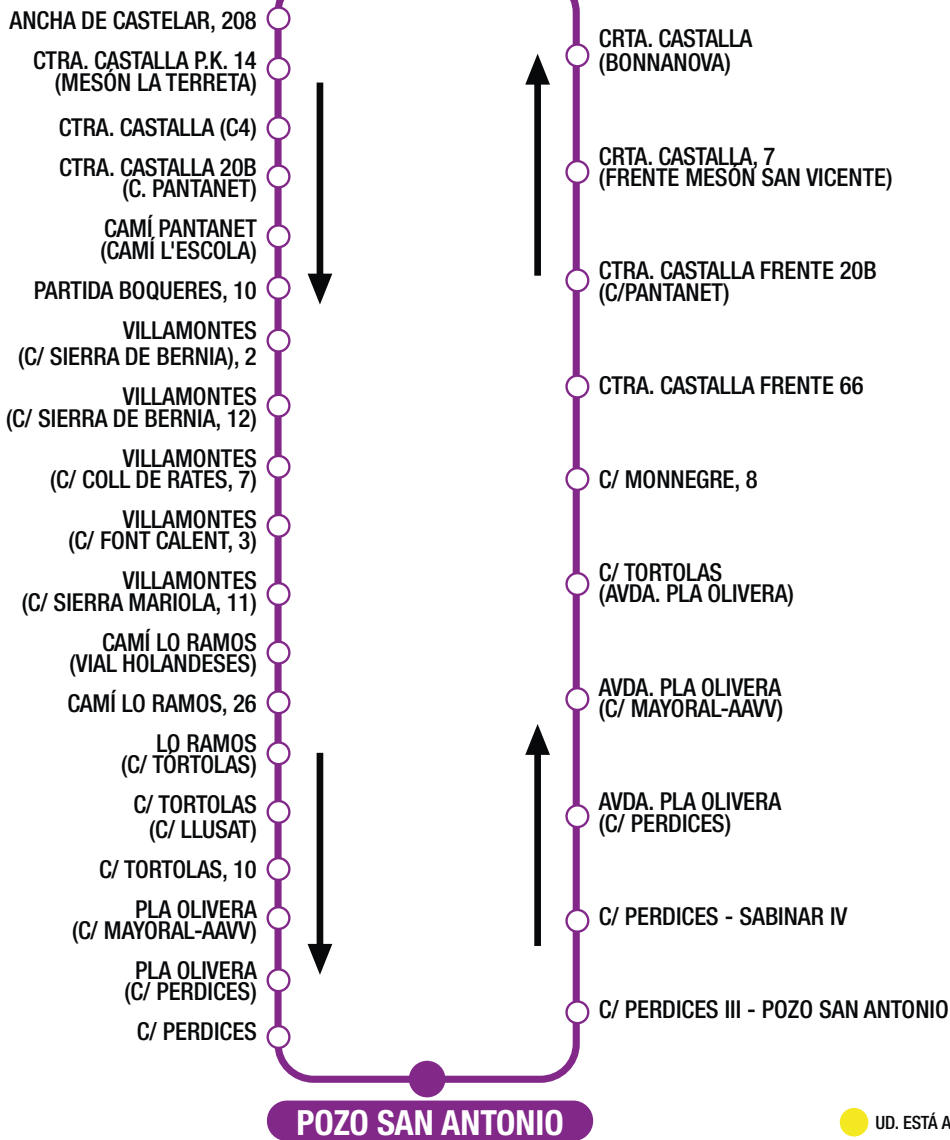 ANCHA DE CASTELAR, 208
CTRA. CASTALLA P.K. 14
(MESÓN LA TERRETA)
CTRA. CASTALLA (C4)
CTRA. CASTALLA 20B
(C. PANTANET)
CAMÍ PANTANET
(CAMÍ L'ESCOLA)
PARTIDA BOQUERES, 10
VILLAMONTES
(C/ SIERRA DE BERNIA), 2
VILLAMONTES
(C/ SIERRA DE BERNIA, 12)
VILLAMONTES
(C/ COLL DE RATES, 7)
VILLAMONTES
(C/ FONT CALENT, 3)
VILLAMONTES
(C/ SIERRA MARIOLA, 11)
CAMÍ LO RAMOS
(VIAL HOLANDESES)
CAMÍ LO RAMOS, 26
LO RAMOS
(C/ TÓRTOLAS)
C/ TORTOLAS
(C/ LLUSAT)
C/ TORTOLAS, 10
PLA OLIVERA
(C/ MAYORAL-AAVV)
PLA OLIVERA
(C/ PERDICES)
C/ PERDICES
CRTA. CASTALLA
(BONNANOVA)
CRTA. CASTALLA, 7
(FRENTE MESÓN SAN VICENTE)
CTRA. CASTALLA FRENTE 20B
(C/PANTANET)
CTRA. CASTALLA FRENTE 66
C/ MONNEGRE, 8
C/ TORTOLAS
(AVDA. PLA OLIVERA)
AVDA. PLA OLIVERA
(C/ MAYORAL-AAVV)
AVDA. PLA OLIVERA
(C/ PERDICES)
C/ PERDICES - SABINAR IV
C/ PERDICES III - POZO SAN ANTONIO
POZO SAN ANTONIO
UD. ESTÁ A